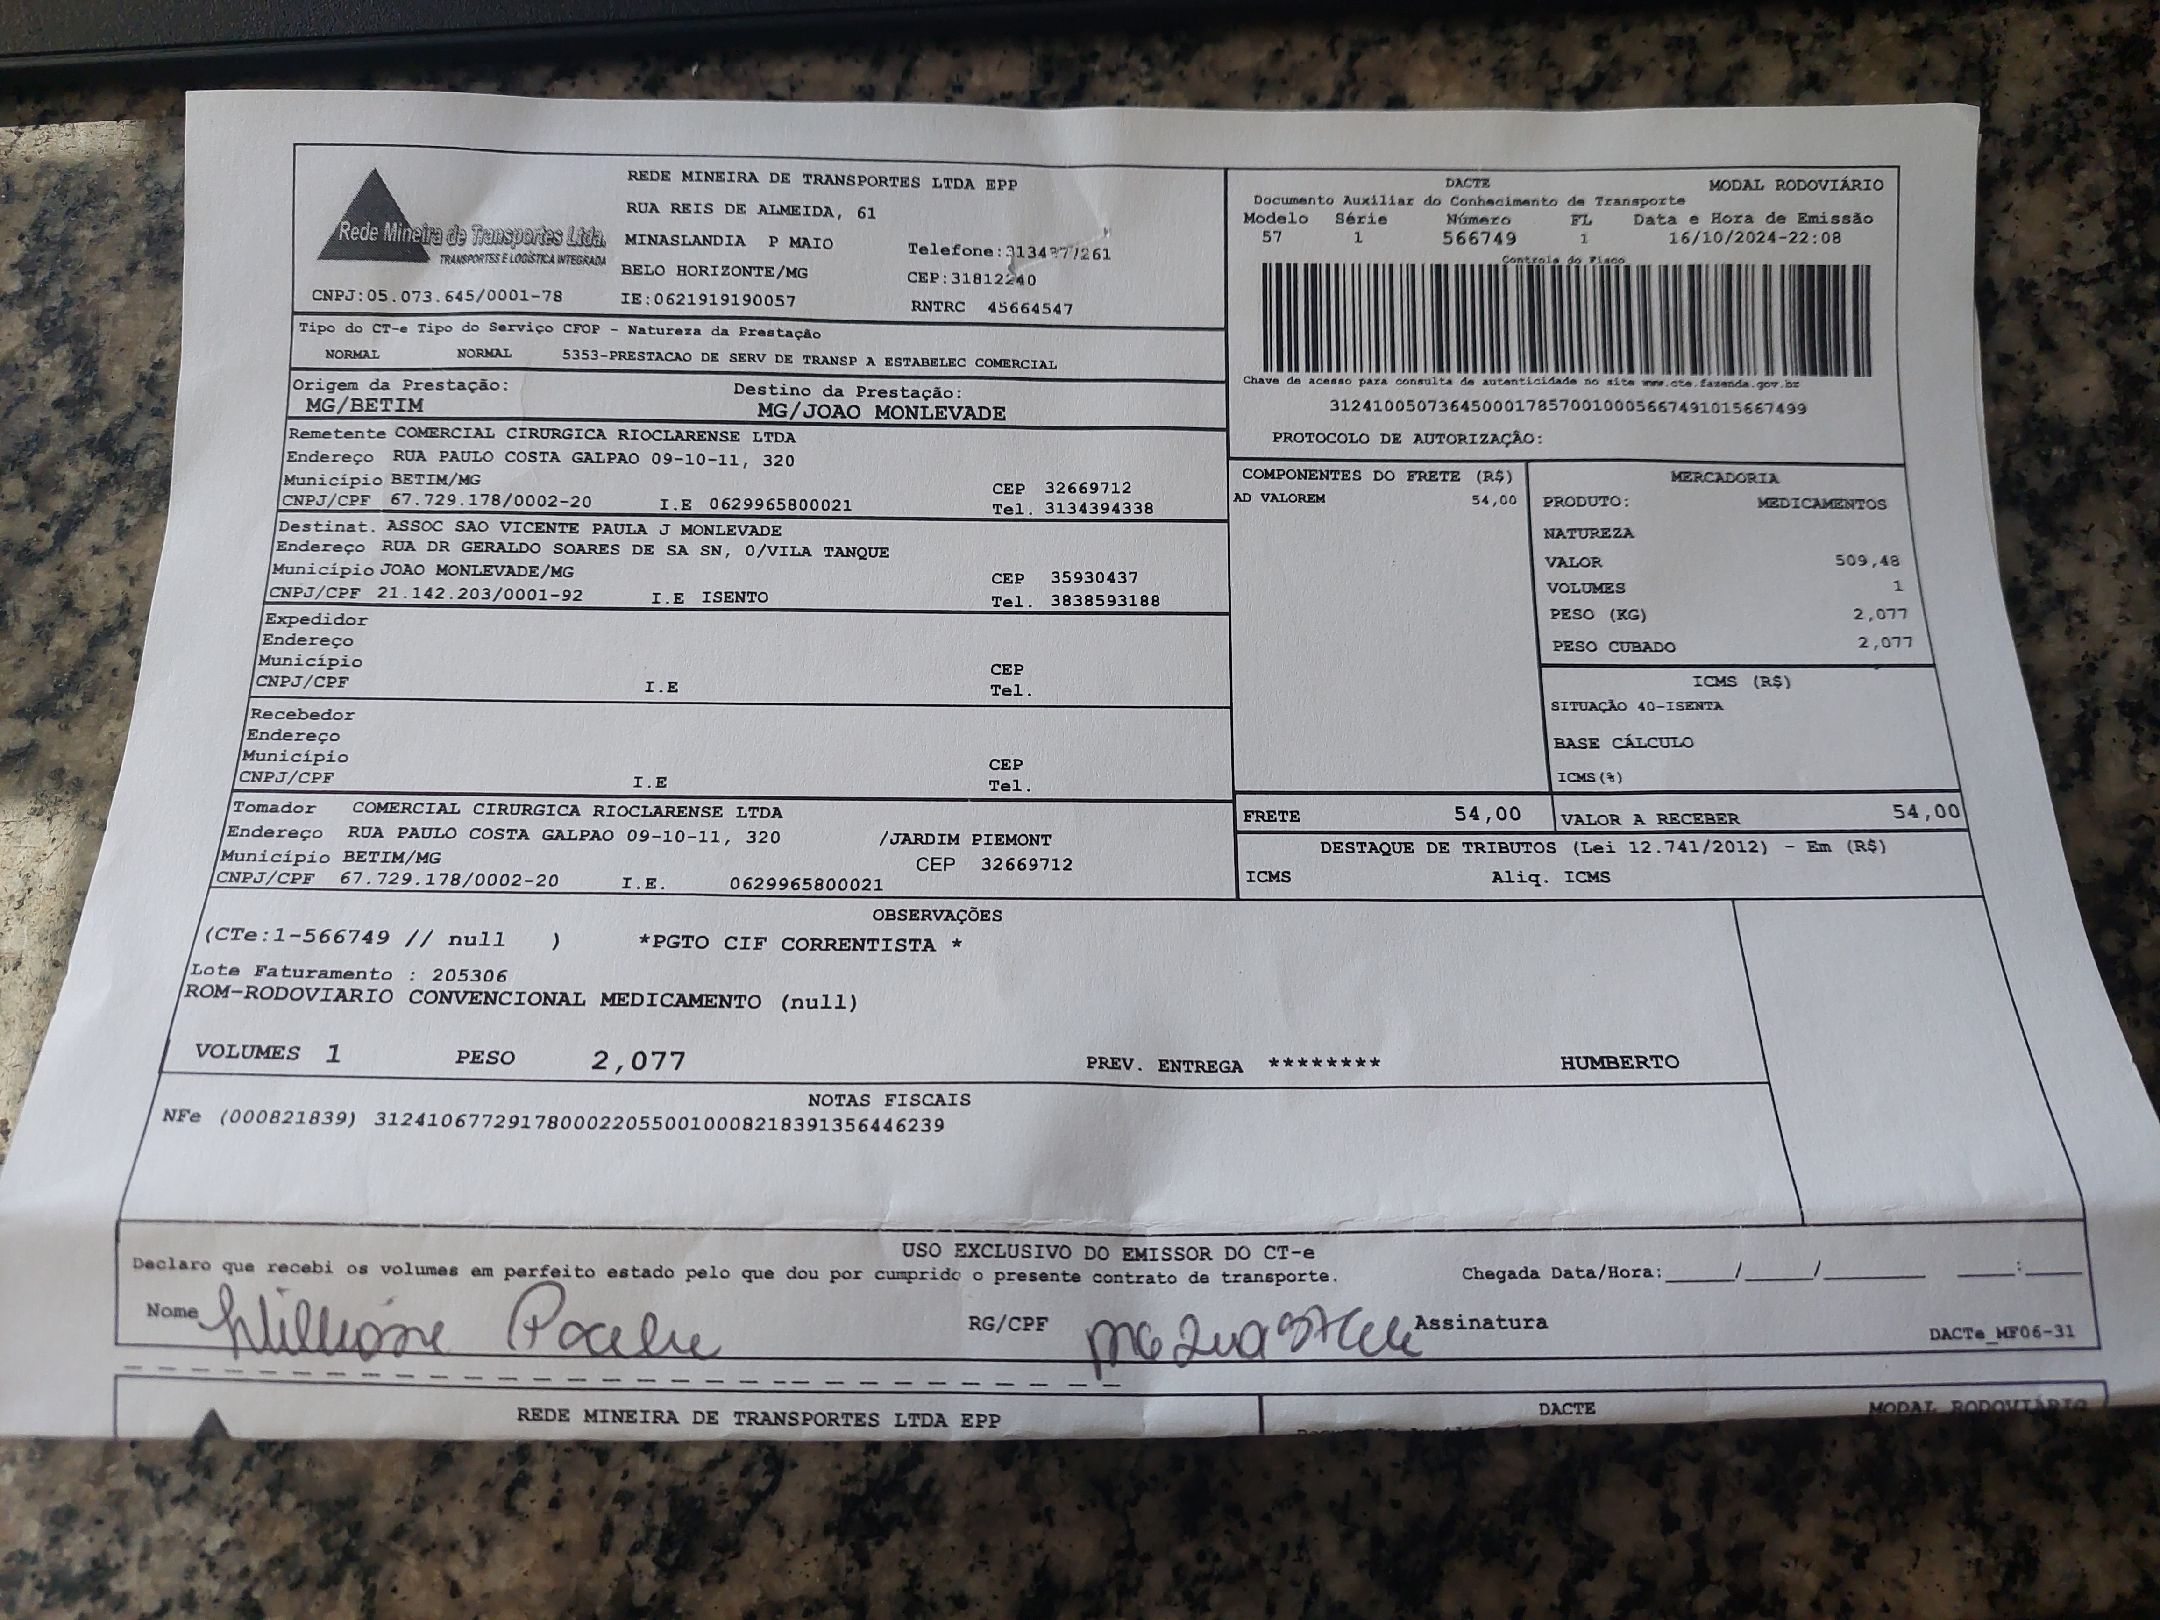 Rede Mineira de Transportes Ltda.
TRANSPORTES E LOGÍSTICA INTEGRADA
CNPJ:05.073.645/0001-78
REDE MINEIRA DE TRANSPORTES LTDA EPP
RUA REIS DE ALMEIDA, 61
MINASLANDIA P MAIO
BELO HORIZONTE/MG
IE:0621919190057
Telefone:
CEP:31812240
RNTRC 45664547
DACTE MODAL RODOVIÁRIO
Documento Auxiliar do Conhecimento de Transporte
Modelo Série Número FL Data e Hora de Emissão
57 1 566749 1 16/10/2024-22:08
Controle do Fisco
Chave de acesso para consulta de autenticidade no site www.cte.fazenda.gov.br
31241005073645000178570010005667491015667499
PROTOCOLO DE AUTORIZAÇÃO:
Tipo do CT-e Tipo do Serviço CFOP - Natureza da Prestação
NORMAL NORMAL 5353-PRESTACAO DE SERV DE TRANSP A ESTABELEC COMERCIAL
Origem da Prestação: Destino da Prestação:
MG/BETIM MG/JOAO MONLEVADE
Remetente COMERCIAL CIRURGICA RIOCLARENSE LTDA
Endereço RUA PAULO COSTA GALPAO 09-10-11, 320
Município BETIM/MG CEP 32669712
CNPJ/CPF 67.729.178/0002-20 I.E 0629965800021 Tel. 3134394338
Destinat. ASSOC SAO VICENTE PAULA J MONLEVADE
Endereço RUA DR GERALDO SOARES DE SA SN, 0/VILA TANQUE
Município JOAO MONLEVADE/MG CEP 35930437
CNPJ/CPF 21.142.203/0001-92 I.E ISENTO Tel. 3838593188
Expedidor
Endereço
Município CEP
CNPJ/CPF I.E Tel.
Recebedor
Endereço
Município CEP
CNPJ/CPF I.E Tel.
Tomador COMERCIAL CIRURGICA RIOCLARENSE LTDA
Endereço RUA PAULO COSTA GALPAO 09-10-11, 320 /JARDIM PIEMONT
Município BETIM/MG CEP 32669712
CNPJ/CPF 67.729.178/0002-20 I.E. 0629965800021
COMPONENTES DO FRETE (R$)
AD VALOREM 54,00
MERCADORIA
PRODUTO: MEDICAMENTOS
NATUREZA
VALOR 509,48
VOLUMES 1
PESO (KG) 2,077
PESO CUBADO 2,077
ICMS (R$)
SITUAÇÃO 40-ISENTA
BASE CÁLCULO
ICMS(%)
FRETE 54,00 VALOR A RECEBER 54,00
DESTAQUE DE TRIBUTOS (Lei 12.741/2012) - Em (R$)
ICMS Aliq. ICMS
OBSERVAÇÕES
(CTe:1-566749 // null ) *PGTO CIF CORRENTISTA *
Lote Faturamento : 205306
ROM-RODOVIARIO CONVENCIONAL MEDICAMENTO (null)
VOLUMES 1 PESO 2,077 PREV. ENTREGA ******** HUMBERTO
NOTAS FISCAIS
NFe (000821839) 31241067729178000220550010008218391356446239
USO EXCLUSIVO DO EMISSOR DO CT-e
Declaro que recebi os volumes em perfeito estado pelo que dou por cumprido o presente contrato de transporte. Chegada Data/Hora:_____/_____/_______ ____:____
Nome RG/CPF Assinatura DACTe_MF06-31
REDE MINEIRA DE TRANSPORTES LTDA EPP DACTE MODAL RODOVIÁRIO